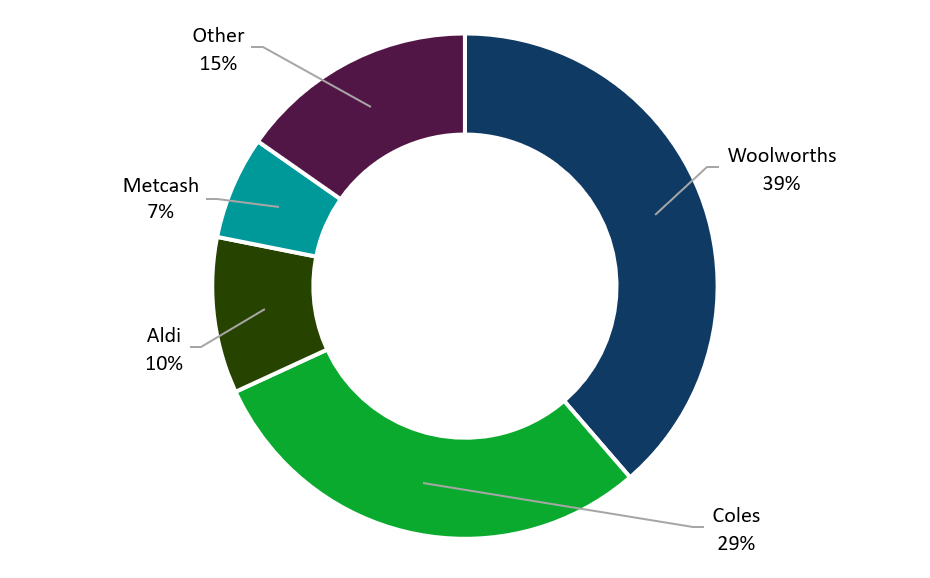 Other
15%
Woolworths
39%
Metcash
7%
Aldi
10%
Coles
29%